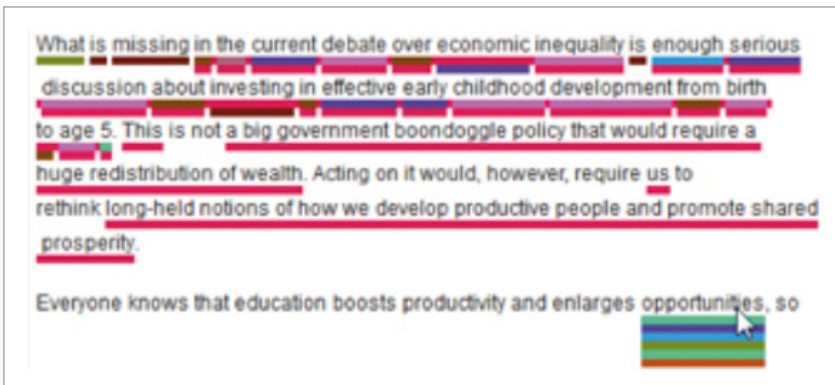 What is missing in the current debate over economic inequality is enough serious
discussion about investing in effective early childhood development from birth
to age 5. This is not a big government boondoggle policy that would require a
huge redistribution of wealth. Acting on it would, however, require us to
rethink long-held notions of how we develop productive people and promote shared
prosperity.
Everyone knows that education boosts productivity and enlarges opportunities, so